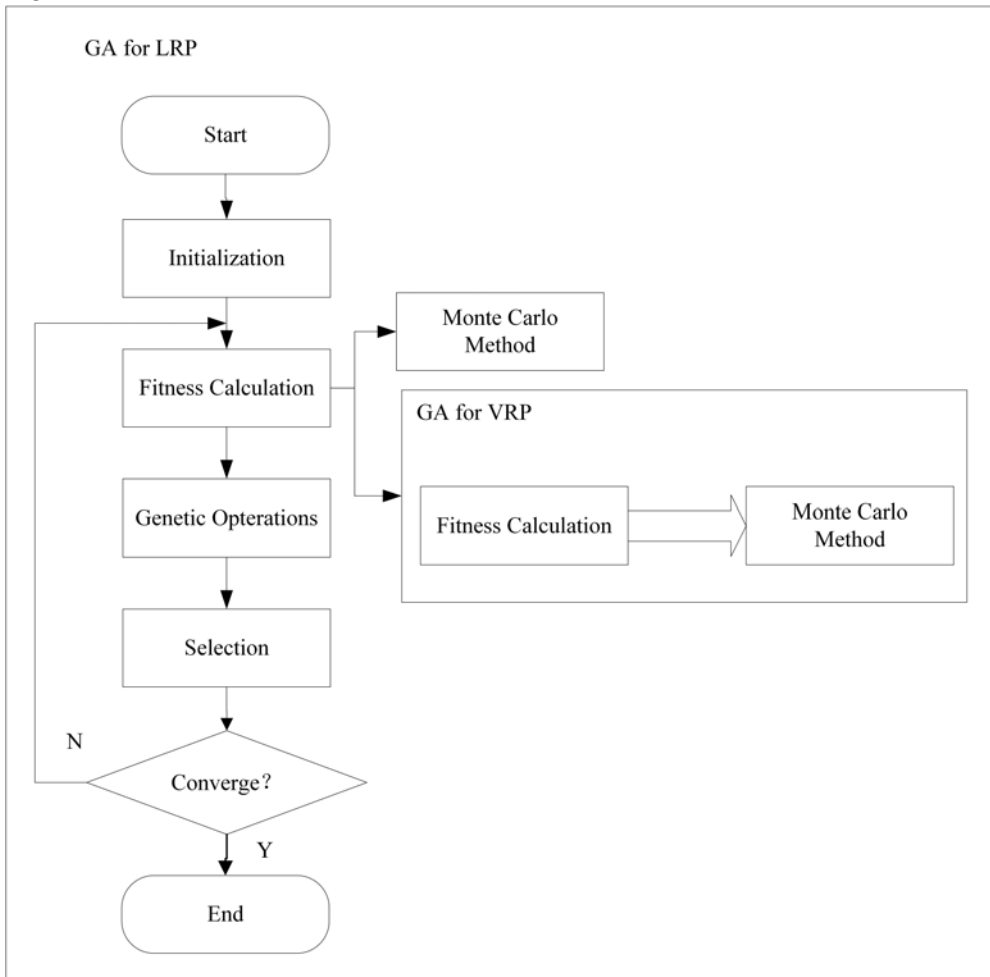 GA for LRP
Start
Initialization
Monte Carlo
Method
Fitness Calculation
GA for VRP
Genetic Opterations
Fitness Calculation
Monte Carlo
Method
Selection
N
Converge？
Y
End